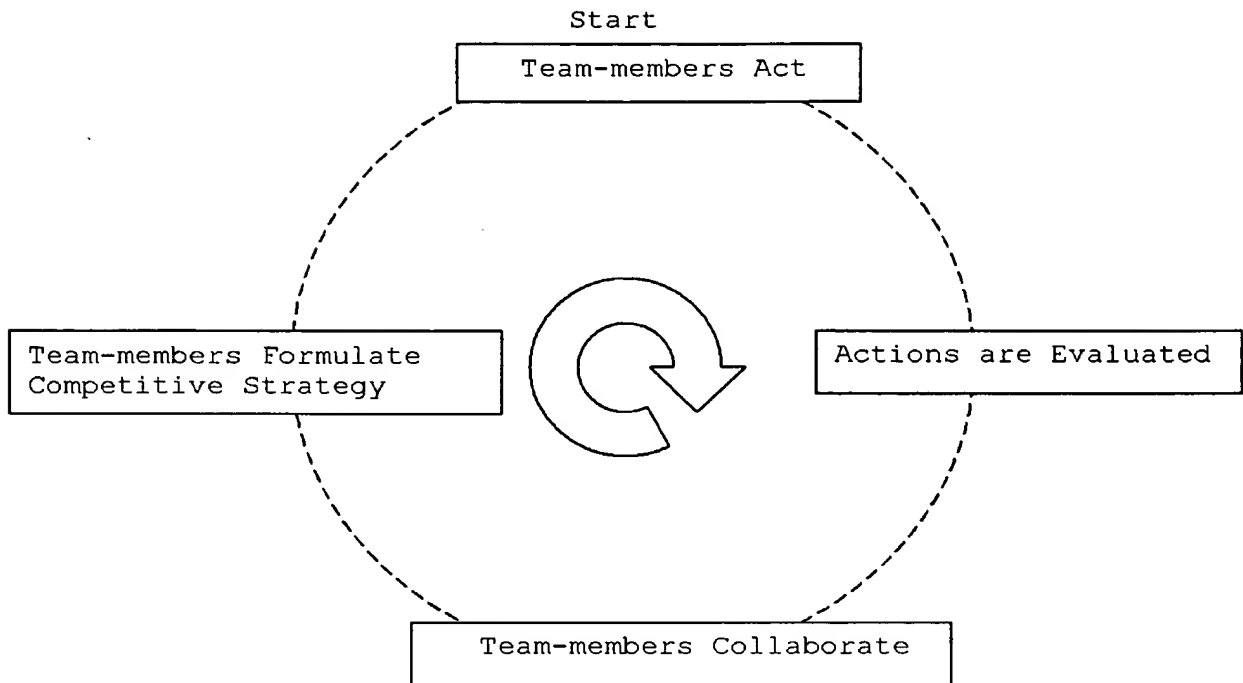 Start
Team-members Act
Team-members Formulate
Competitive Strategy
Actions are Evaluated
Team-members Collaborate